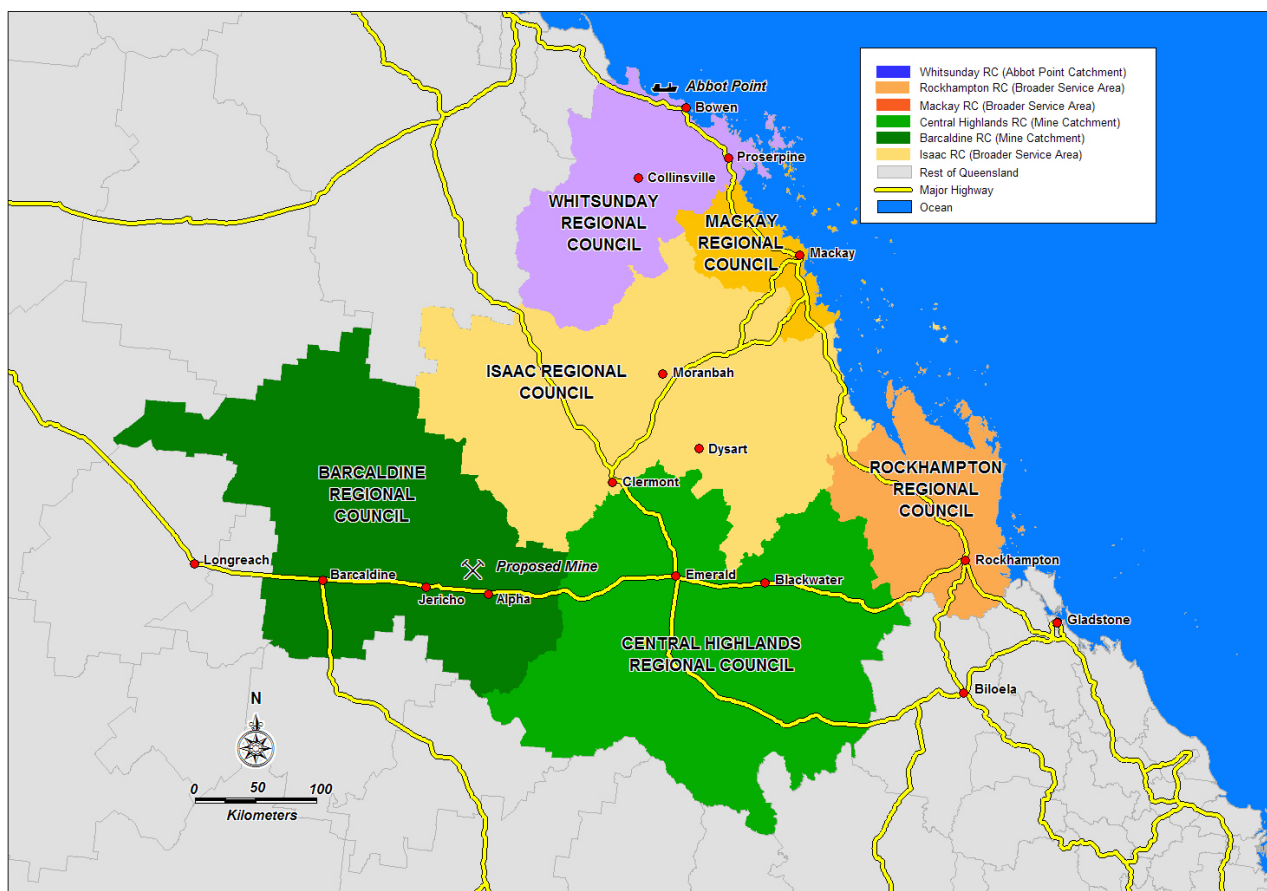 Abbot Point
Bowen
Proserpine
Collinsville
WHITSUNDAY
REGIONAL
COUNCIL
MACKAY
REGIONAL
COUNCIL
Mackay
Whitsunday RC (Abbot Point Catchment)
Rockhampton RC (Broader Service Area)
Mackay RC (Broader Service Area)
Central Highlands RC (Mine Catchment)
Barcaldine RC (Mine Catchment)
Isaac RC (Broader Service Area)
Rest of Queensland
Major Highway
Ocean
ISAAC REGIONAL
COUNCIL
Moranbah
Dysart
Clermont
BARCALDINE
REGIONAL
COUNCIL
ROCKHAMPTON
REGIONAL
COUNCIL
Longreach
Barcaldine
Jericho
Proposed Mine
Alpha
Emerald
Blackwater
Rockhampton
Gladstone
CENTRAL HIGHLANDS
REGIONAL COUNCIL
Biloela
N
0 50 100
Kilometers